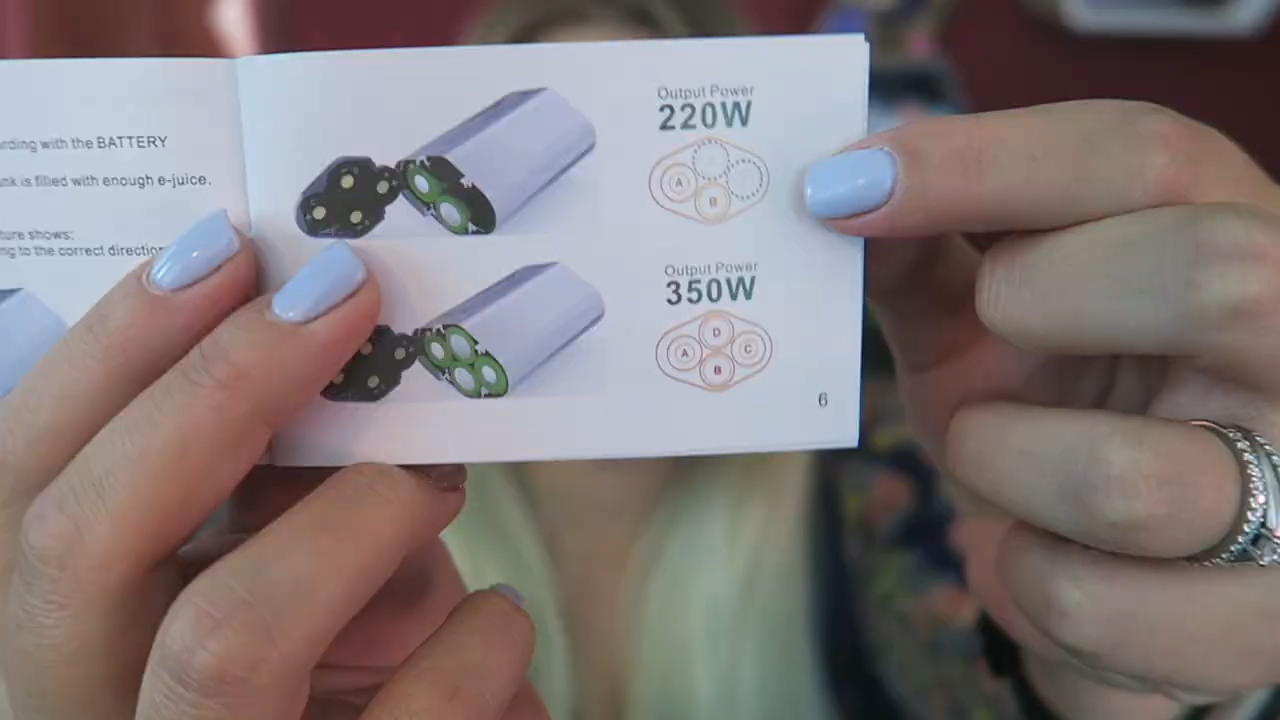 rding with the BATTERY
nk is filled with enough e-juice.
ture shows:
ng to the correct direction
Output Power
220W
A
B
Output Power
350W
D
A
C
B
6